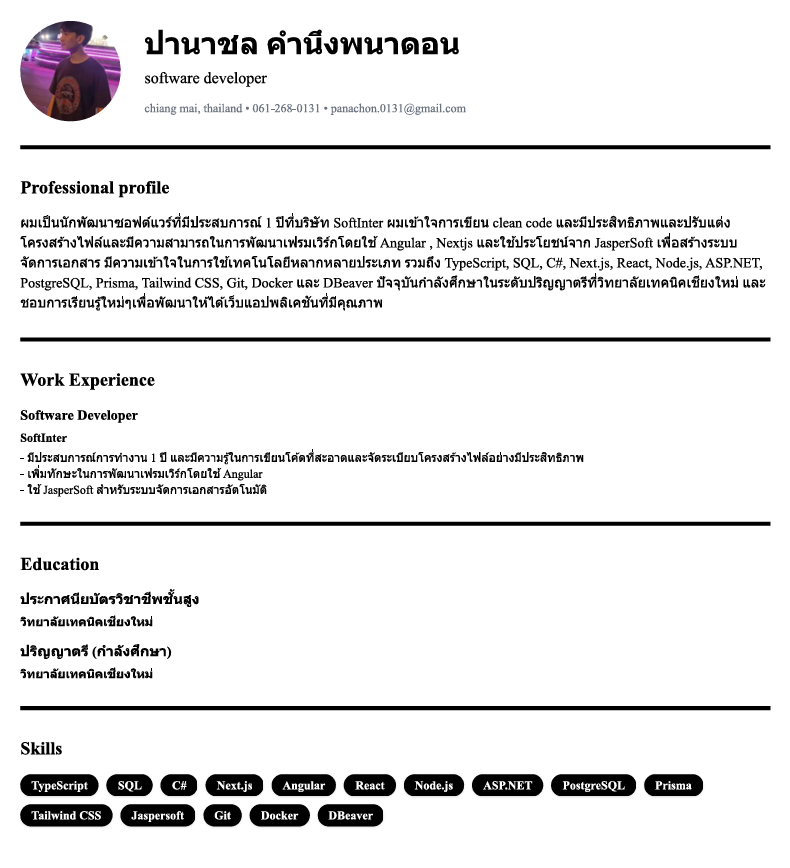 ปานาชล คำนึงพนาดอน
software developer
chiang mai, thailand • 061-268-0131 • panachon.0131@gmail.com
Professional profile
ผมเป็นนักพัฒนาซอฟต์แวร์ที่มีประสบการณ์ 1 ปีที่บริษัท SoftInter ผมเข้าใจการเขียน clean code และมีประสิทธิภาพและปรับแต่ง
โครงสร้างไฟล์และมีความสามารถในการพัฒนาเฟรมเวิร์กโดยใช้ Angular , Nextjs และใช้ประโยชน์จาก JasperSoft เพื่อสร้างระบบ
จัดการเอกสาร มีความเข้าใจในการใช้เทคโนโลยีหลากหลายประเภท รวมถึง TypeScript, SQL, C#, Next.js, React, Node.js, ASP.NET,
PostgreSQL, Prisma, Tailwind CSS, Git, Docker และ DBeaver ปัจจุบันกำลังศึกษาในระดับปริญญาตรีที่วิทยาลัยเทคนิคเชียงใหม่ และ
ชอบการเรียนรู้ใหม่ๆเพื่อพัฒนาให้ได้เว็บแอปพลิเคชันที่มีคุณภาพ
Work Experience
Software Developer
SoftInter
- มีประสบการณ์การทำงาน 1 ปี และมีความรู้ในการเขียนโค้ดที่สะอาดและจัดระเบียบโครงสร้างไฟล์อย่างมีประสิทธิภาพ
- เพิ่มทักษะในการพัฒนาเฟรมเวิร์กโดยใช้ Angular
- ใช้ JasperSoft สำหรับระบบจัดการเอกสารอัตโนมัติ
Education
ประกาศนียบัตรวิชาชีพชั้นสูง
วิทยาลัยเทคนิคเชียงใหม่
ปริญญาตรี (กำลังศึกษา)
วิทยาลัยเทคนิคเชียงใหม่
Skills
TypeScript SQL C# Next.js Angular React Node.js ASP.NET PostgreSQL Prisma
Tailwind CSS Jaspersoft Git Docker DBeaver